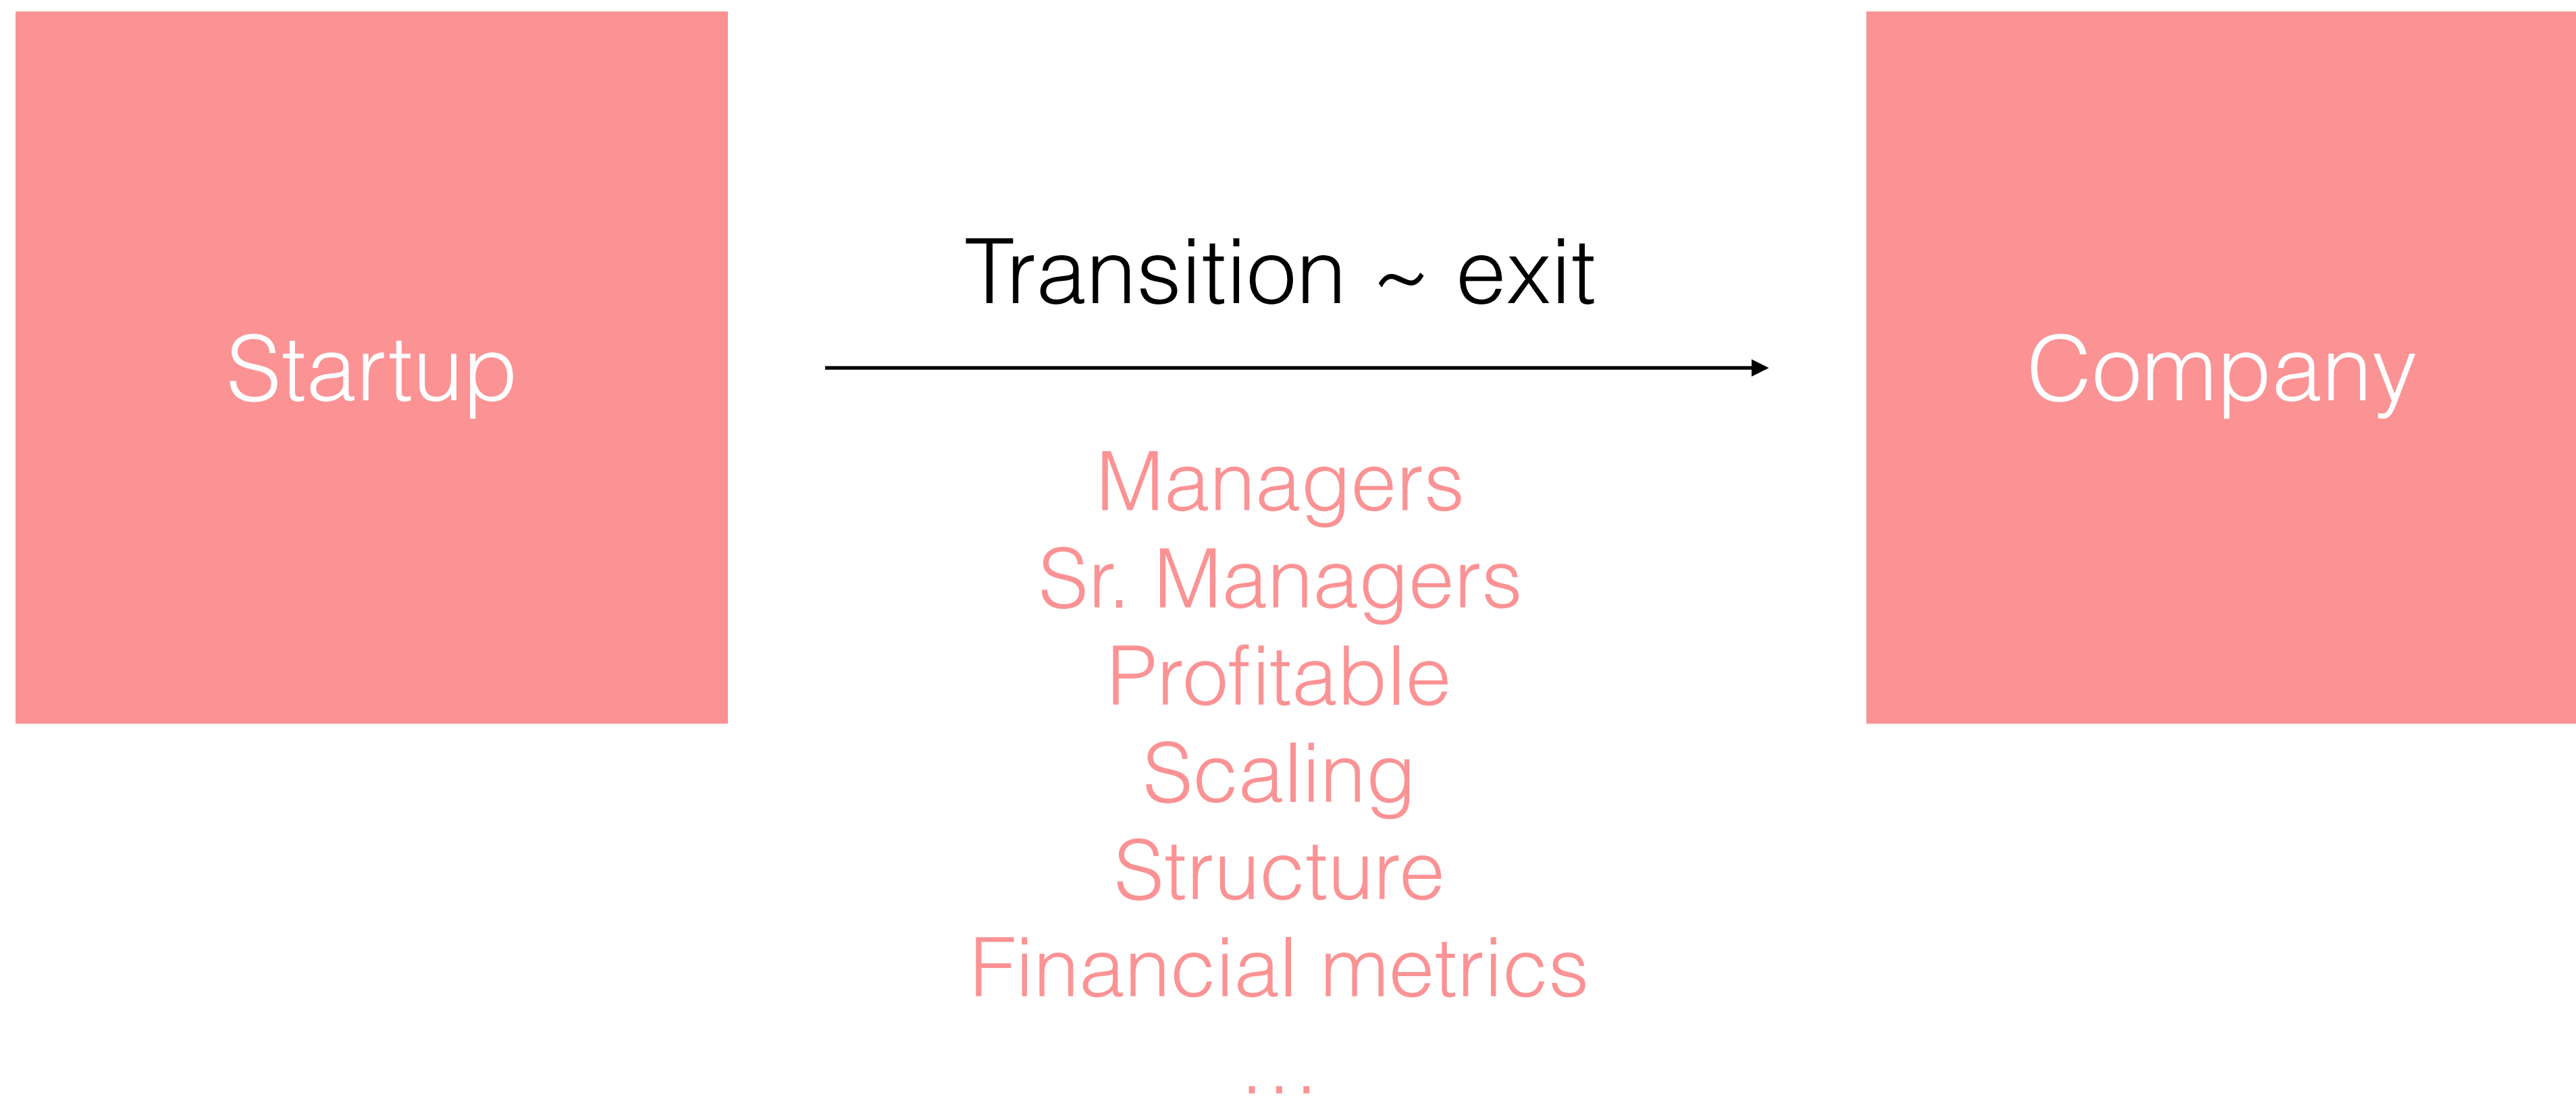 Startup
Transition ~ exit
Company
Managers
Sr. Managers
Profitable
Scaling
Structure
Financial metrics
...